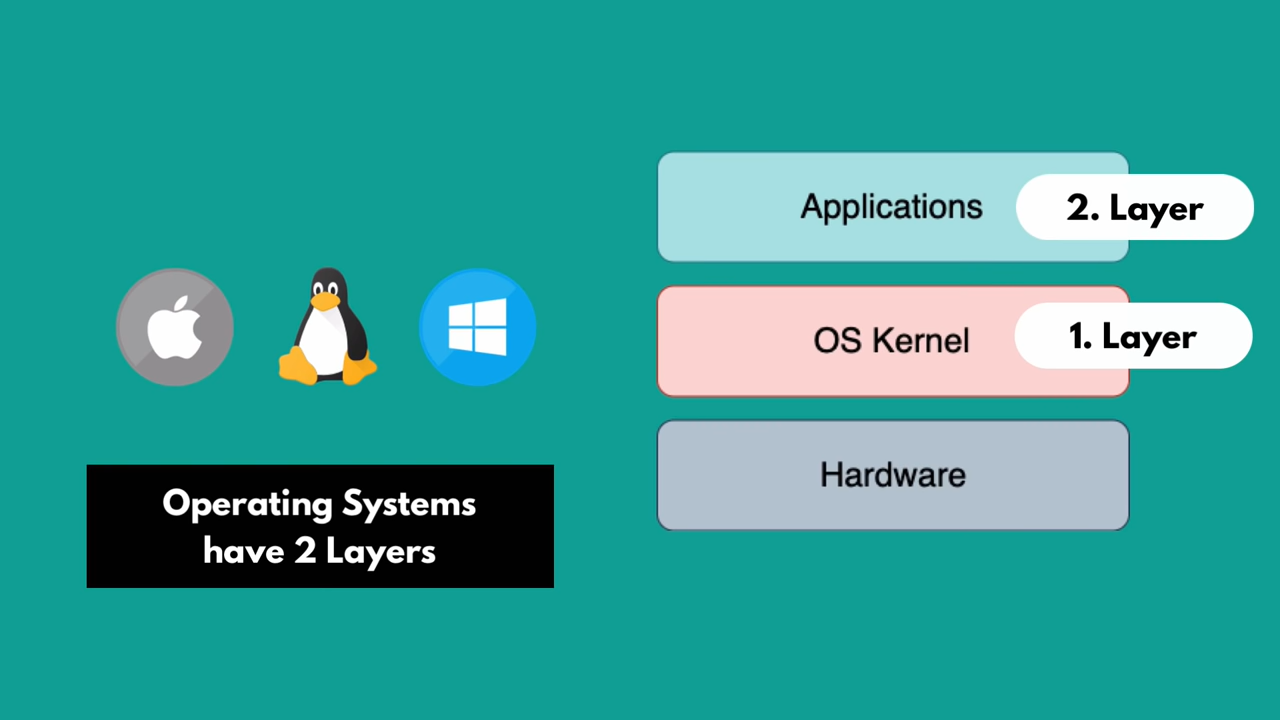 Applications
2. Layer
OS Kernel
1. Layer
Hardware
Operating Systems
have 2 Layers